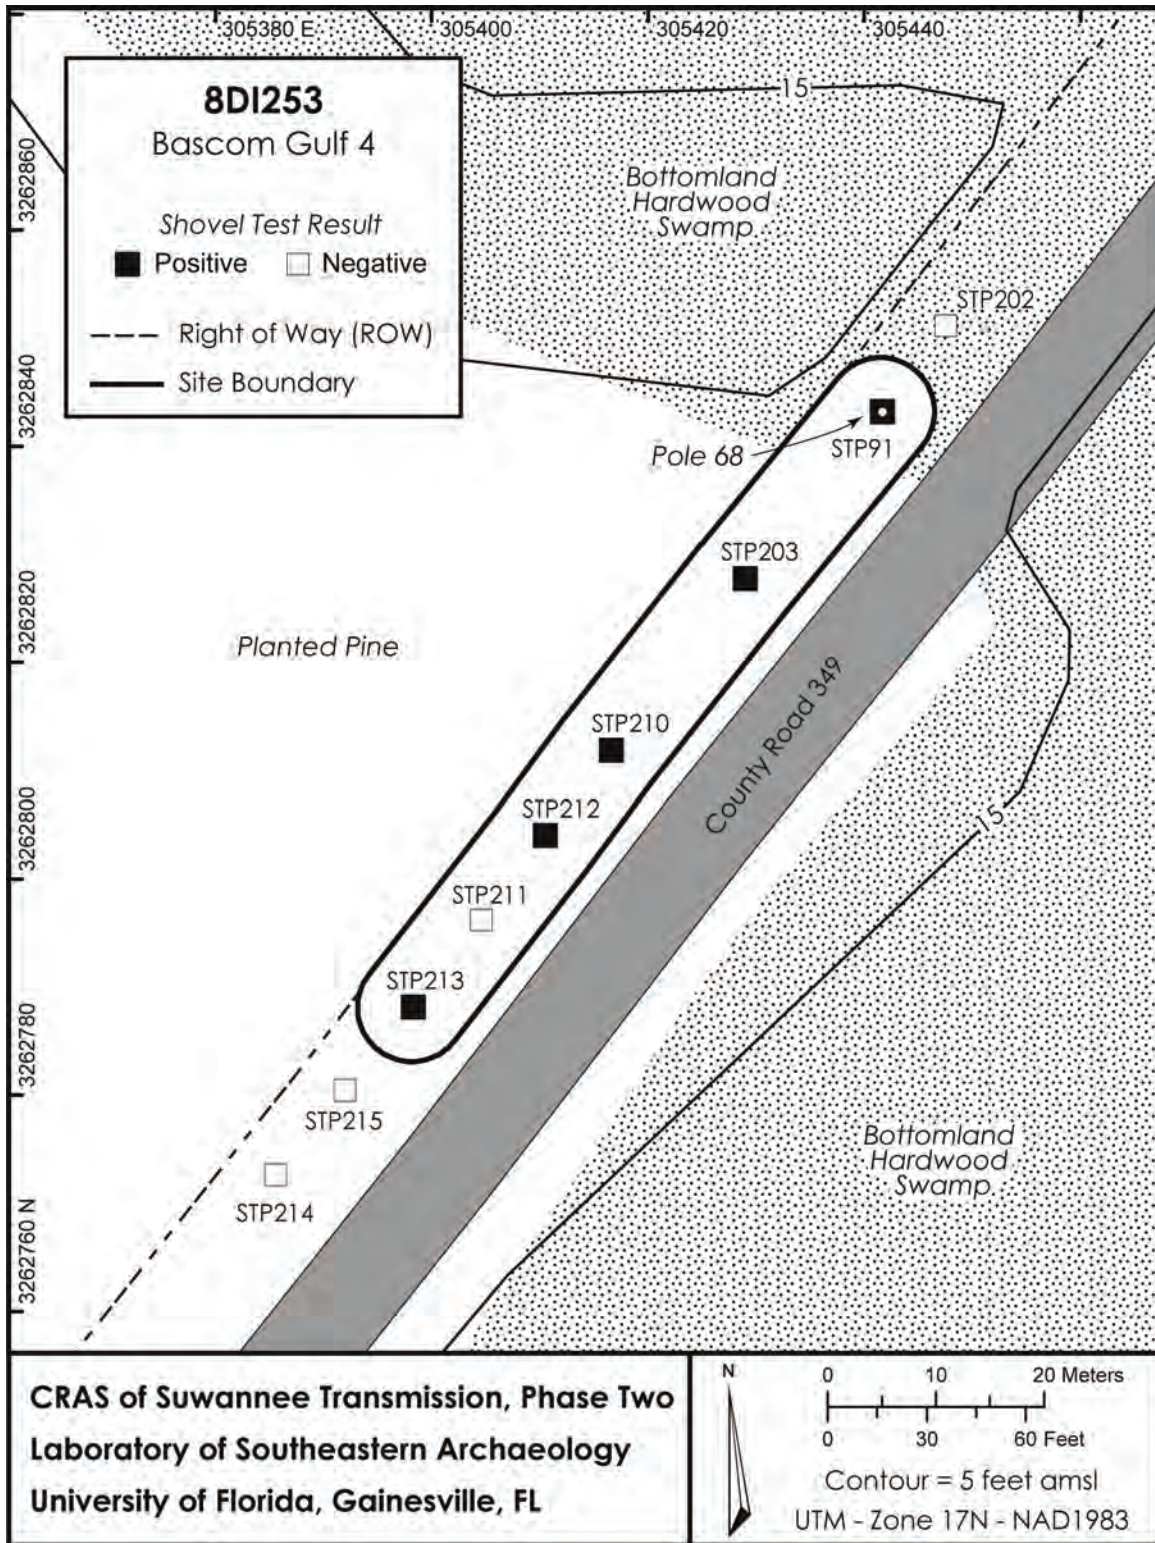 305380 E
305400
305420
305440
8DI253
Bascom Gulf 4
Shovel Test Result
Positive
Negative
Right of Way (ROW)
Site Boundary
3262860
3262840
3262820
3262800
3262780
3262760 N
15
Bottomland
Hardwood
Swamp
STP202
Pole 68
STP91
STP203
Planted Pine
STP210
County Road 349
STP212
15
STP211
STP213
STP215
STP214
Bottomland
Hardwood
Swamp
CRAS of Suwannee Transmission, Phase Two
Laboratory of Southeastern Archaeology
University of Florida, Gainesville, FL
N
0 10 20 Meters
0 30 60 Feet
Contour = 5 feet amsl
UTM - Zone 17N - NAD1983